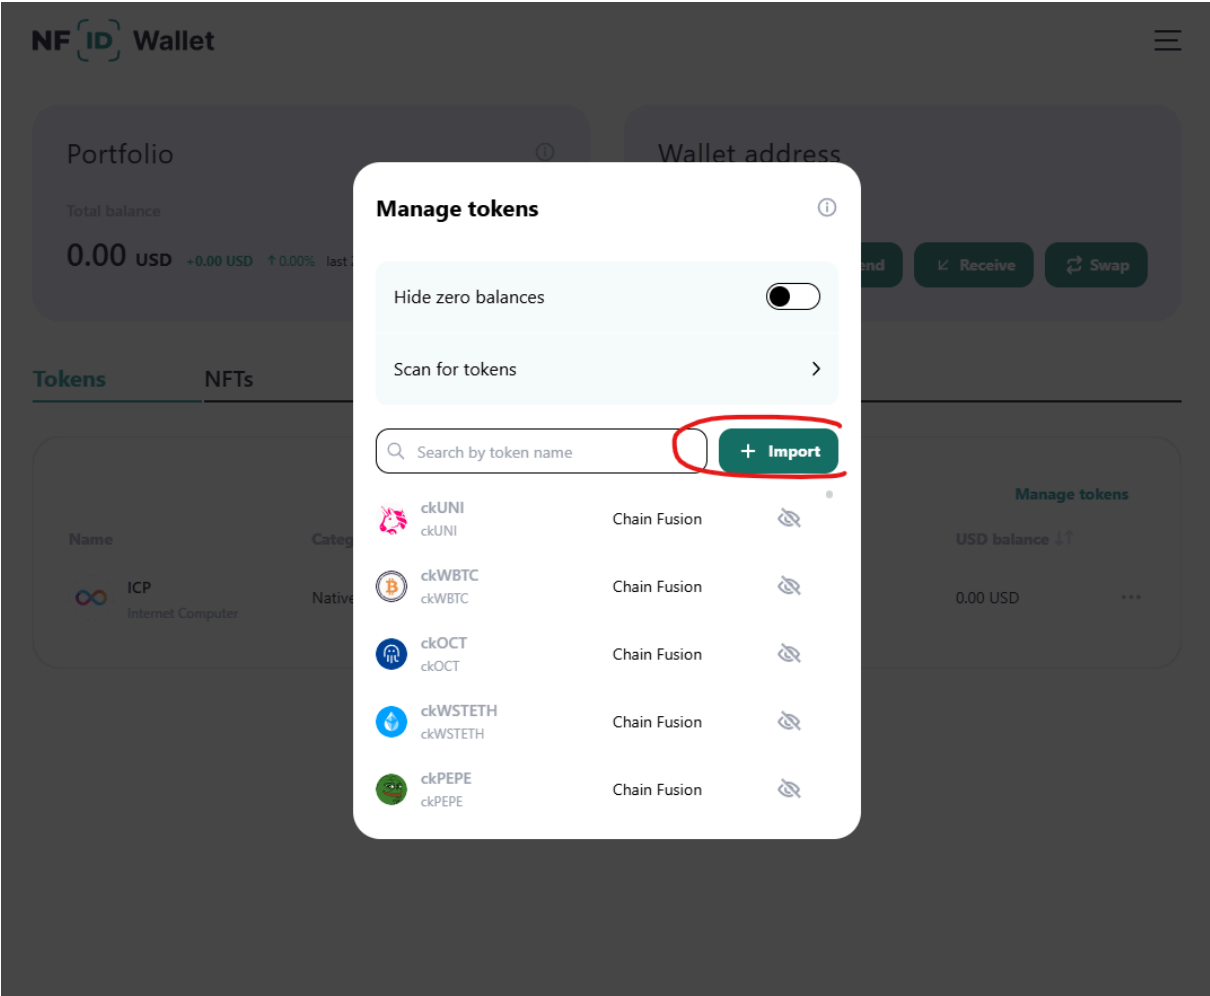 NFID Wallet
Portfolio
Wallet address
Total balance
0.00 USD +0.00 USD ↑0.00% last
Receive
Swap
Tokens
NFTs
Manage tokens
Hide zero balances
Scan for tokens
Search by token name
+ Import
ckUNI
ckUNI
Chain Fusion
ckWBTC
ckWBTC
Chain Fusion
ckOCT
ckOCT
Chain Fusion
ckWSTETH
ckWSTETH
Chain Fusion
ckPEPE
ckPEPE
Chain Fusion
Manage tokens
Name
USD balance ↓↑
ICP
Internet Computer
Native
0.00 USD